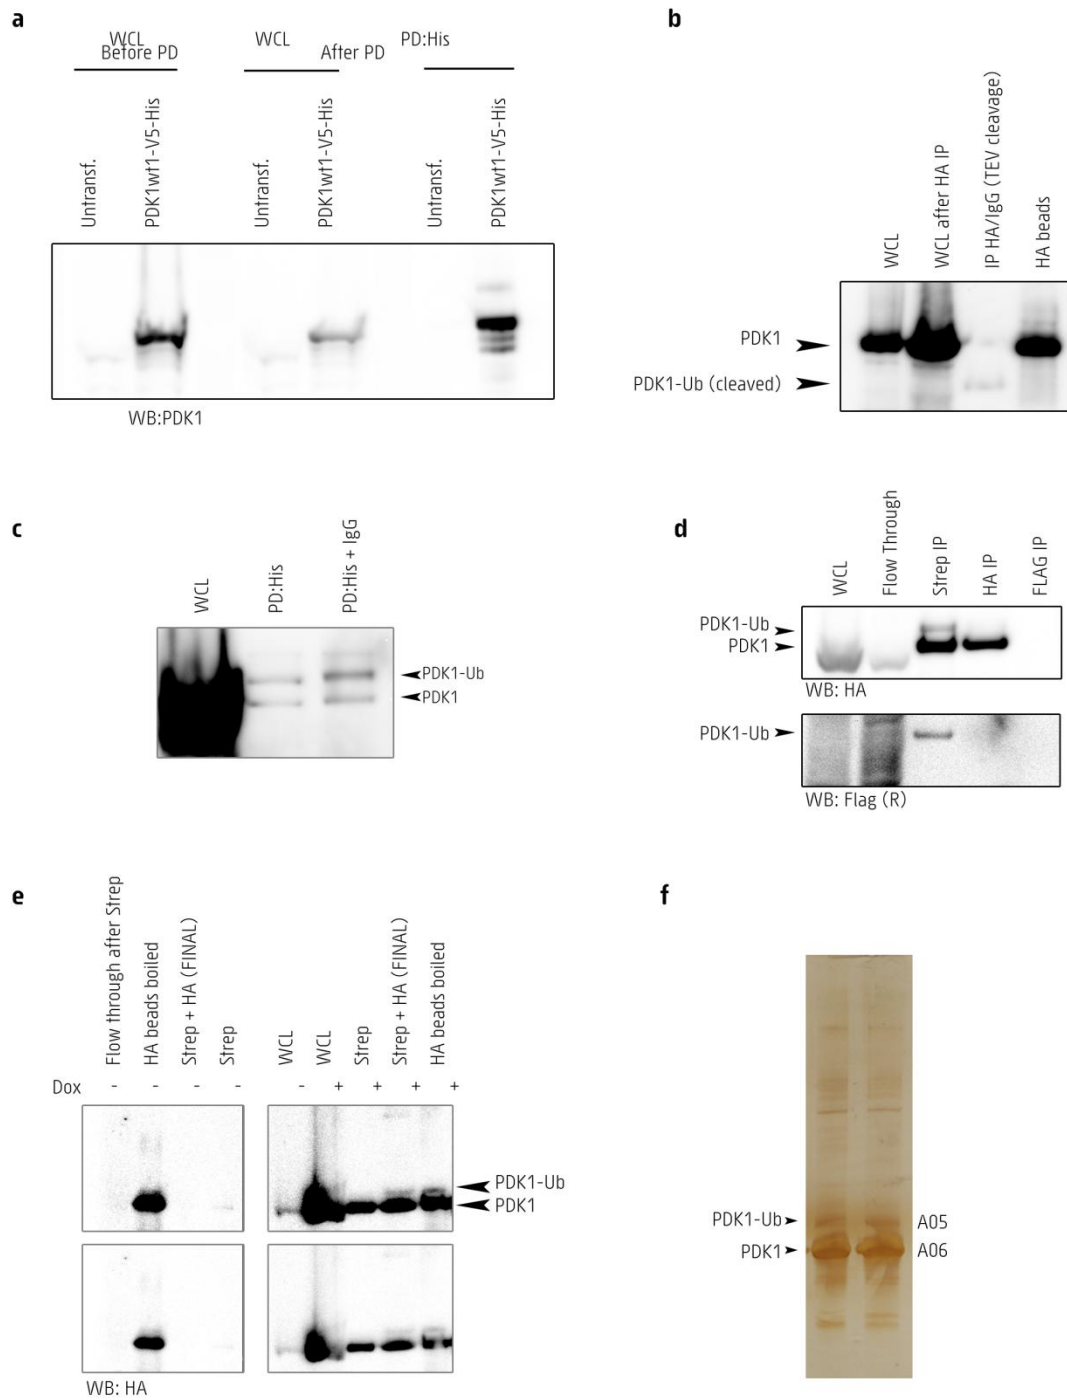 a
WCL
Before PD
WCL
After PD
PD:His
Untransf.
PDK1wt1-V5-His
Untransf.
PDK1wt1-V5-His
Untransf.
PDK1wt1-V5-His
WB:PDK1
b
WCL
WCL after HA IP
IP HA/IgG (TEV cleavage)
HA beads
PDK1
PDK1-Ub (cleaved)
c
WCL
PD:His
PD:His + IgG
PDK1-Ub
PDK1
d
WCL
Flow Through
Strep IP
HA IP
FLAG IP
PDK1-Ub
PDK1
WB: HA
PDK1-Ub
WB: Flag (R)
e
Flow through after Strep
HA beads boiled
Strep + HA (FINAL)
Strep
WCL
WCL
Strep
Strep + HA (FINAL)
HA beads boiled
Dox - - - - - + + + +
PDK1-Ub
PDK1
WB: HA
f
PDK1-Ub
A05
PDK1
A06